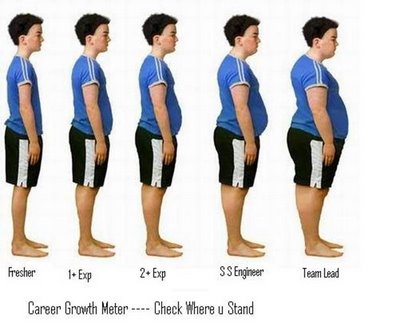 Fresher
1+ Exp
2+ Exp
S S Engineer
Team Lead
Career Growth Meter ---- Check Where u Stand